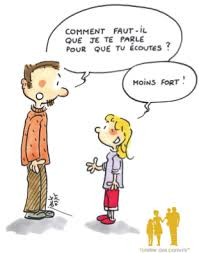 COMMENT FAUT-IL
QUE JE TE PARLE
POUR QUE TU ÉCOUTES ?
MOINS FORT !